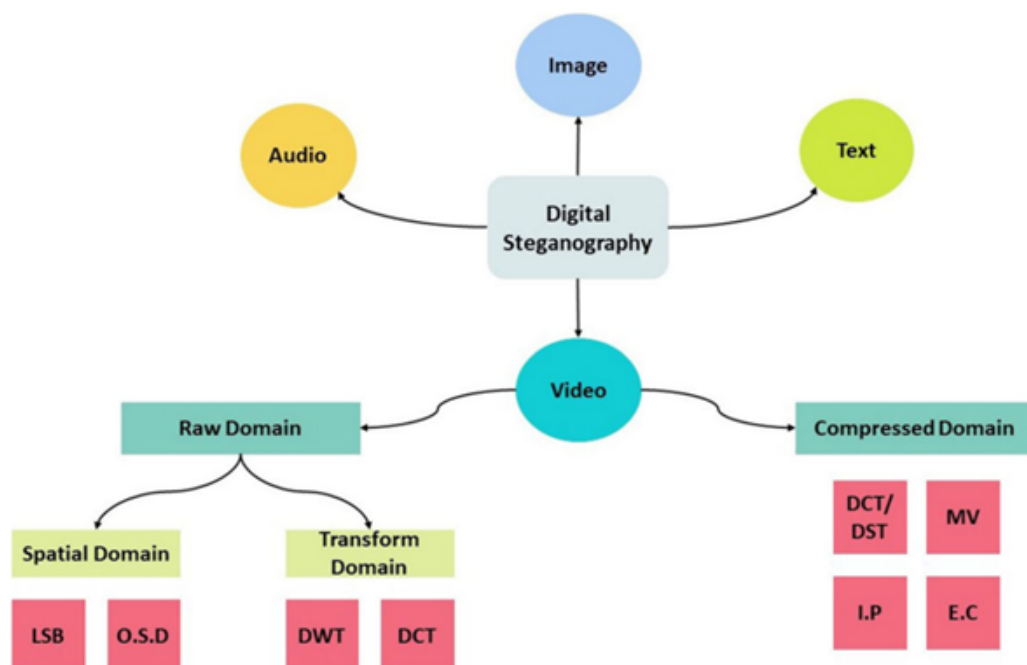 Image
Audio
Text
Digital
Steganography
Video
Raw Domain
Compressed Domain
Spatial Domain
Transform
Domain
DCT/
DST
MV
I.P
E.C
LSB
O.S.D
DWT
DCT